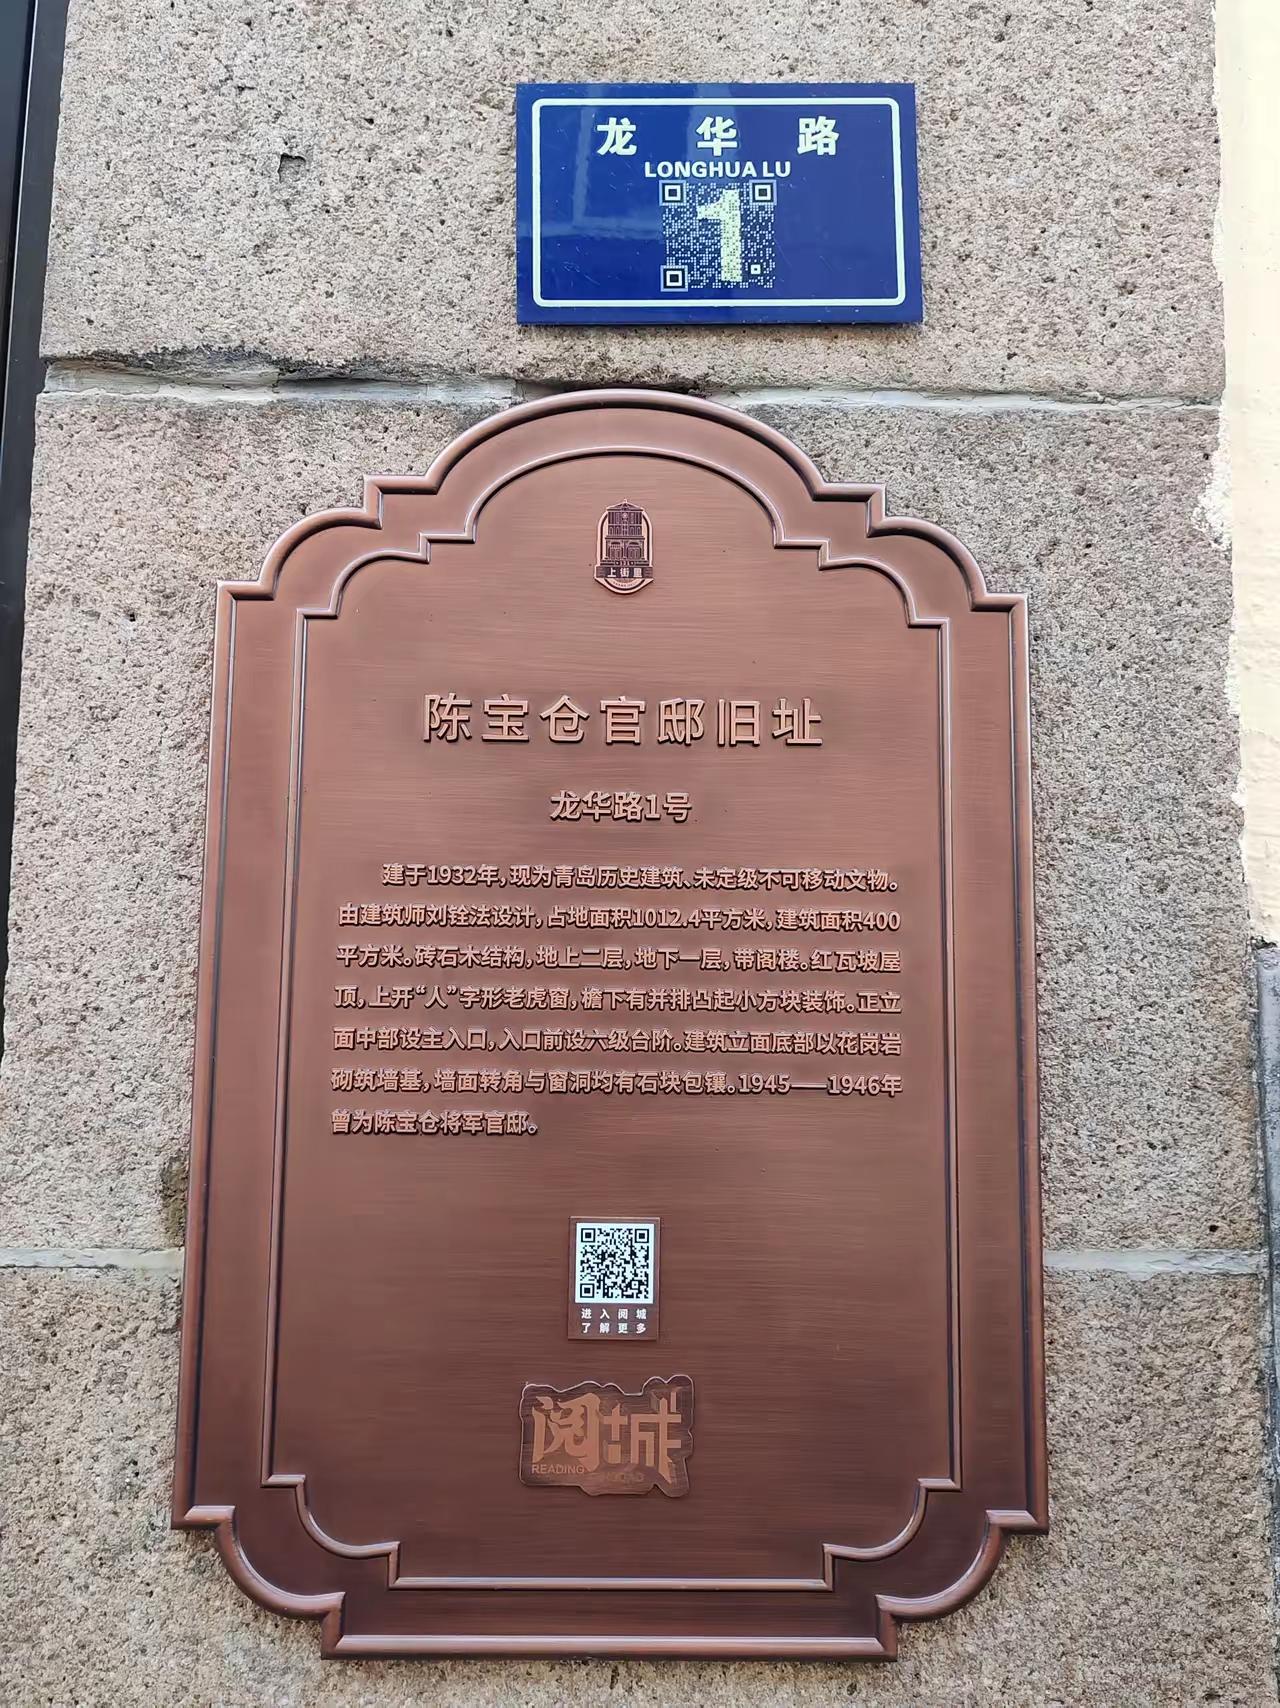 龙华路
LONGHUA LU
1
上街里
陈宝仓官邸旧址
龙华路1号
建于1932年,现为青岛历史建筑、未定级不可移动文物。
由建筑师刘铨法设计,占地面积1012.4平方米,建筑面积400
平方米。砖石木结构,地上二层,地下一层,带阁楼。红瓦坡屋
顶,上开“人”字形老虎窗,檐下有并排凸起小方块装饰。正立
面中部设主入口,入口前设六级台阶。建筑立面底部以花岗岩
砌筑墙基,墙面转角与窗洞均有石块包镶。1945——1946年
曾为陈宝仓将军官邸。
进入阅城
了解更多
阅城
READING